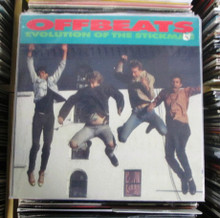 OFFBEATS
EVOLUTION OF THE STICKMAN